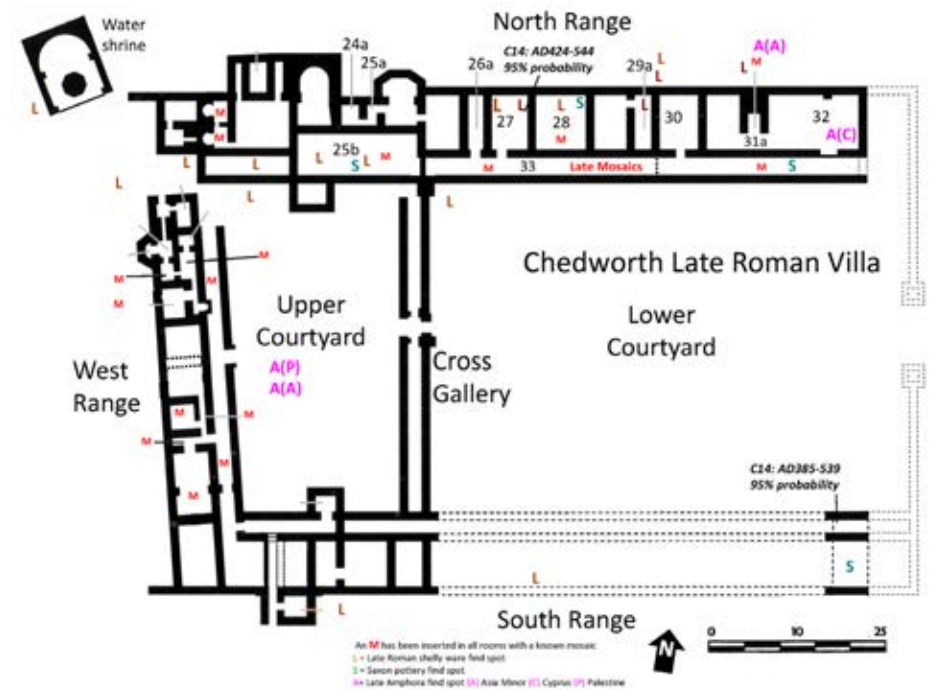 Water
shrine
North Range
C14: AD424-544
95% probability
24a
25a
26a
29a
A(A)
M
L
L
L
L
L
L
L
L
S
L
27
28
M
30
31a
32
A(C)
M
M
25b
L
S
L
M
L
L
L
M
33
Late Mosaics
M
S
L
L
Chedworth Late Roman Villa
M
M
M
M
Upper
Courtyard
A(P)
A(A)
Lower
Courtyard
Cross
Gallery
West
Range
M
M
M
M
M
C14: AD385-539
95% probability
S
L
L
South Range
An M has been inserted in all rooms with a known mosaic
L = Late Roman shelly ware find spot
S = Saxon pottery find spot
A= Late Amphora find spot (A) Asia Minor (C) Cyprus (P) Palestine
N
0 10 25